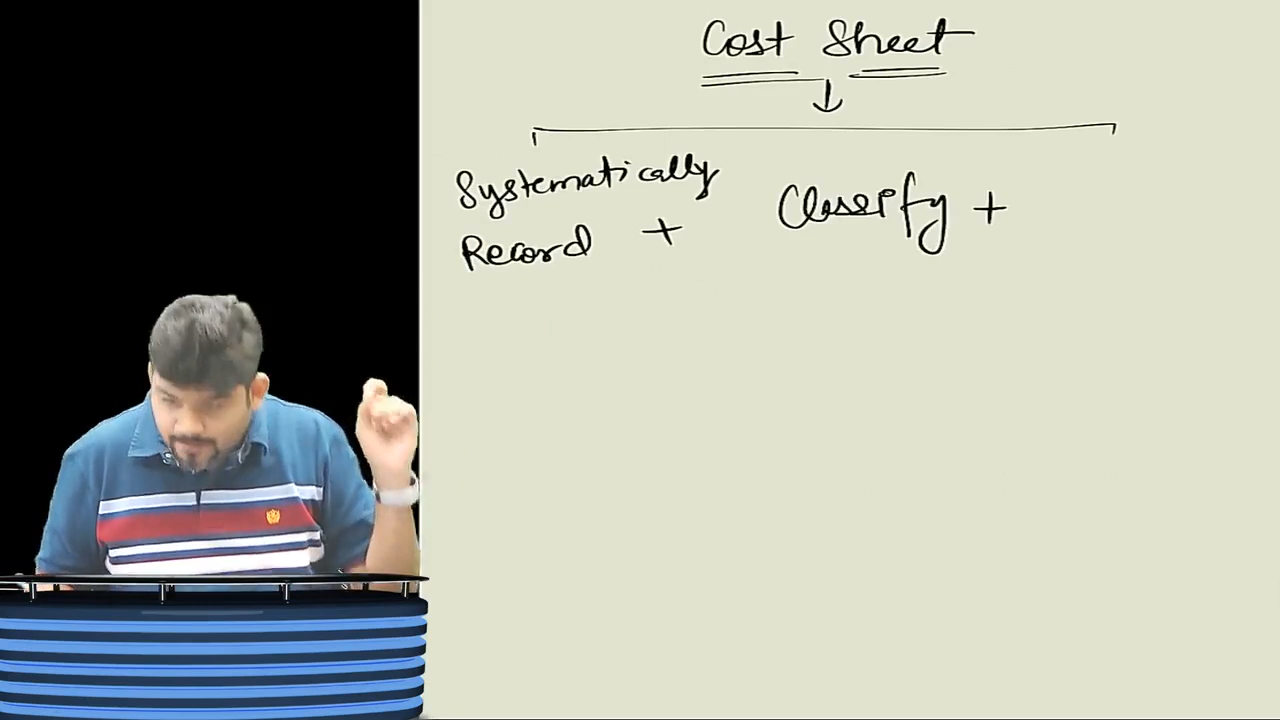 Cost Sheet
Systematically
Record +
Classify +